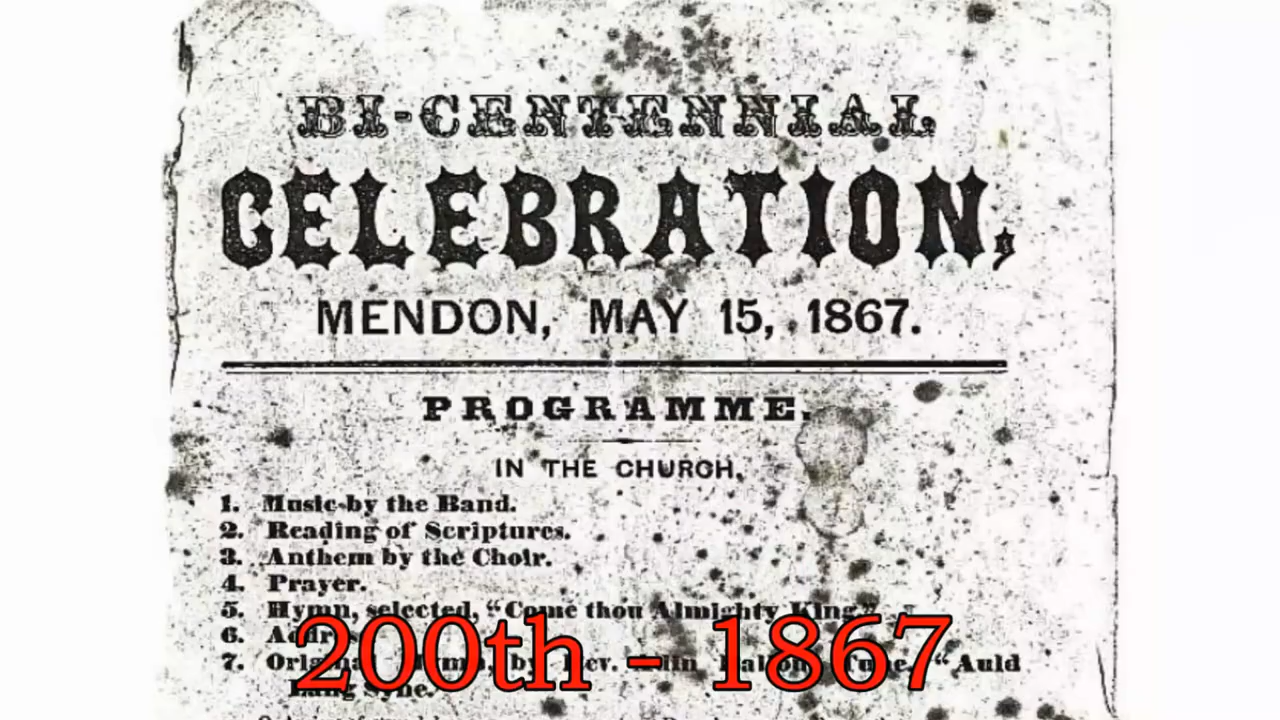 BI-CENTENNIAL
CELEBRATION,
MENDON, MAY 15, 1867.
PROGRAMME.
IN THE CHURCH.
1. Music by the Band.
2. Reading of Scriptures.
3. Anthem by the Choir.
4. Prayer.
5. Hymn, selected, “Come thou Almighty King.”
6.
7. by Tune, “Auld
Lang Syne.”
200th – 1867